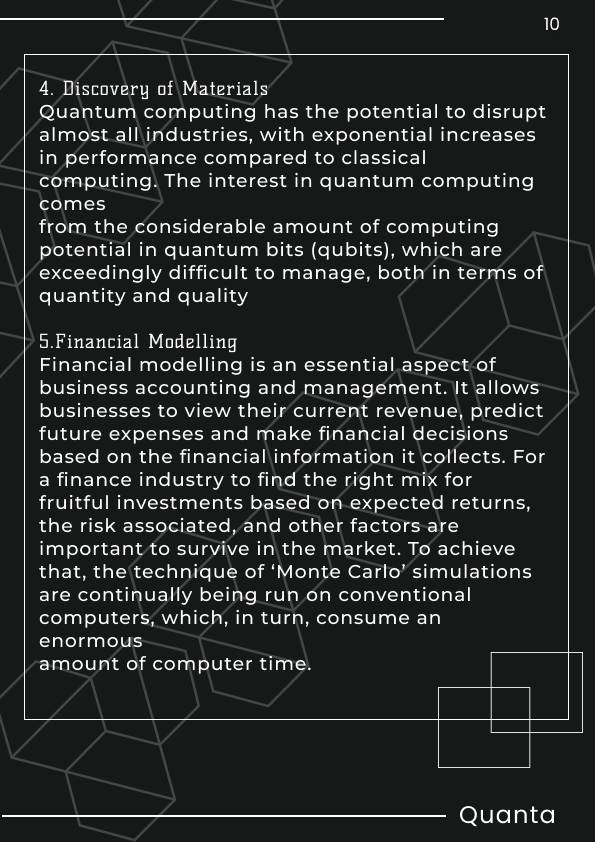 10
4. Discovery of Materials
Quantum computing has the potential to disrupt
almost all industries, with exponential increases
in performance compared to classical
computing. The interest in quantum computing
comes
from the considerable amount of computing
potential in quantum bits (qubits), which are
exceedingly difficult to manage, both in terms of
quantity and quality
5.Financial Modelling
Financial modelling is an essential aspect of
business accounting and management. It allows
businesses to view their current revenue, predict
future expenses and make financial decisions
based on the financial information it collects. For
a finance industry to find the right mix for
fruitful investments based on expected returns,
the risk associated, and other factors are
important to survive in the market. To achieve
that, the technique of ‘Monte Carlo’ simulations
are continually being run on conventional
computers, which, in turn, consume an
enormous
amount of computer time.
Quanta